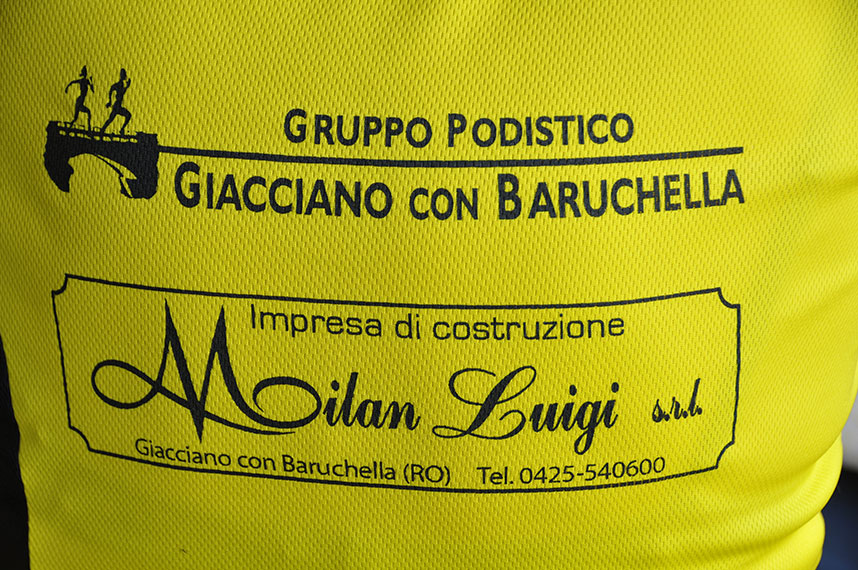 GRUPPO PODISTICO
GIACCIANO CON BARUCHELLA
Impresa di costruzione
Milan Luigi s.r.l.
Giacciano con Baruchella (RO) Tel. 0425-540600